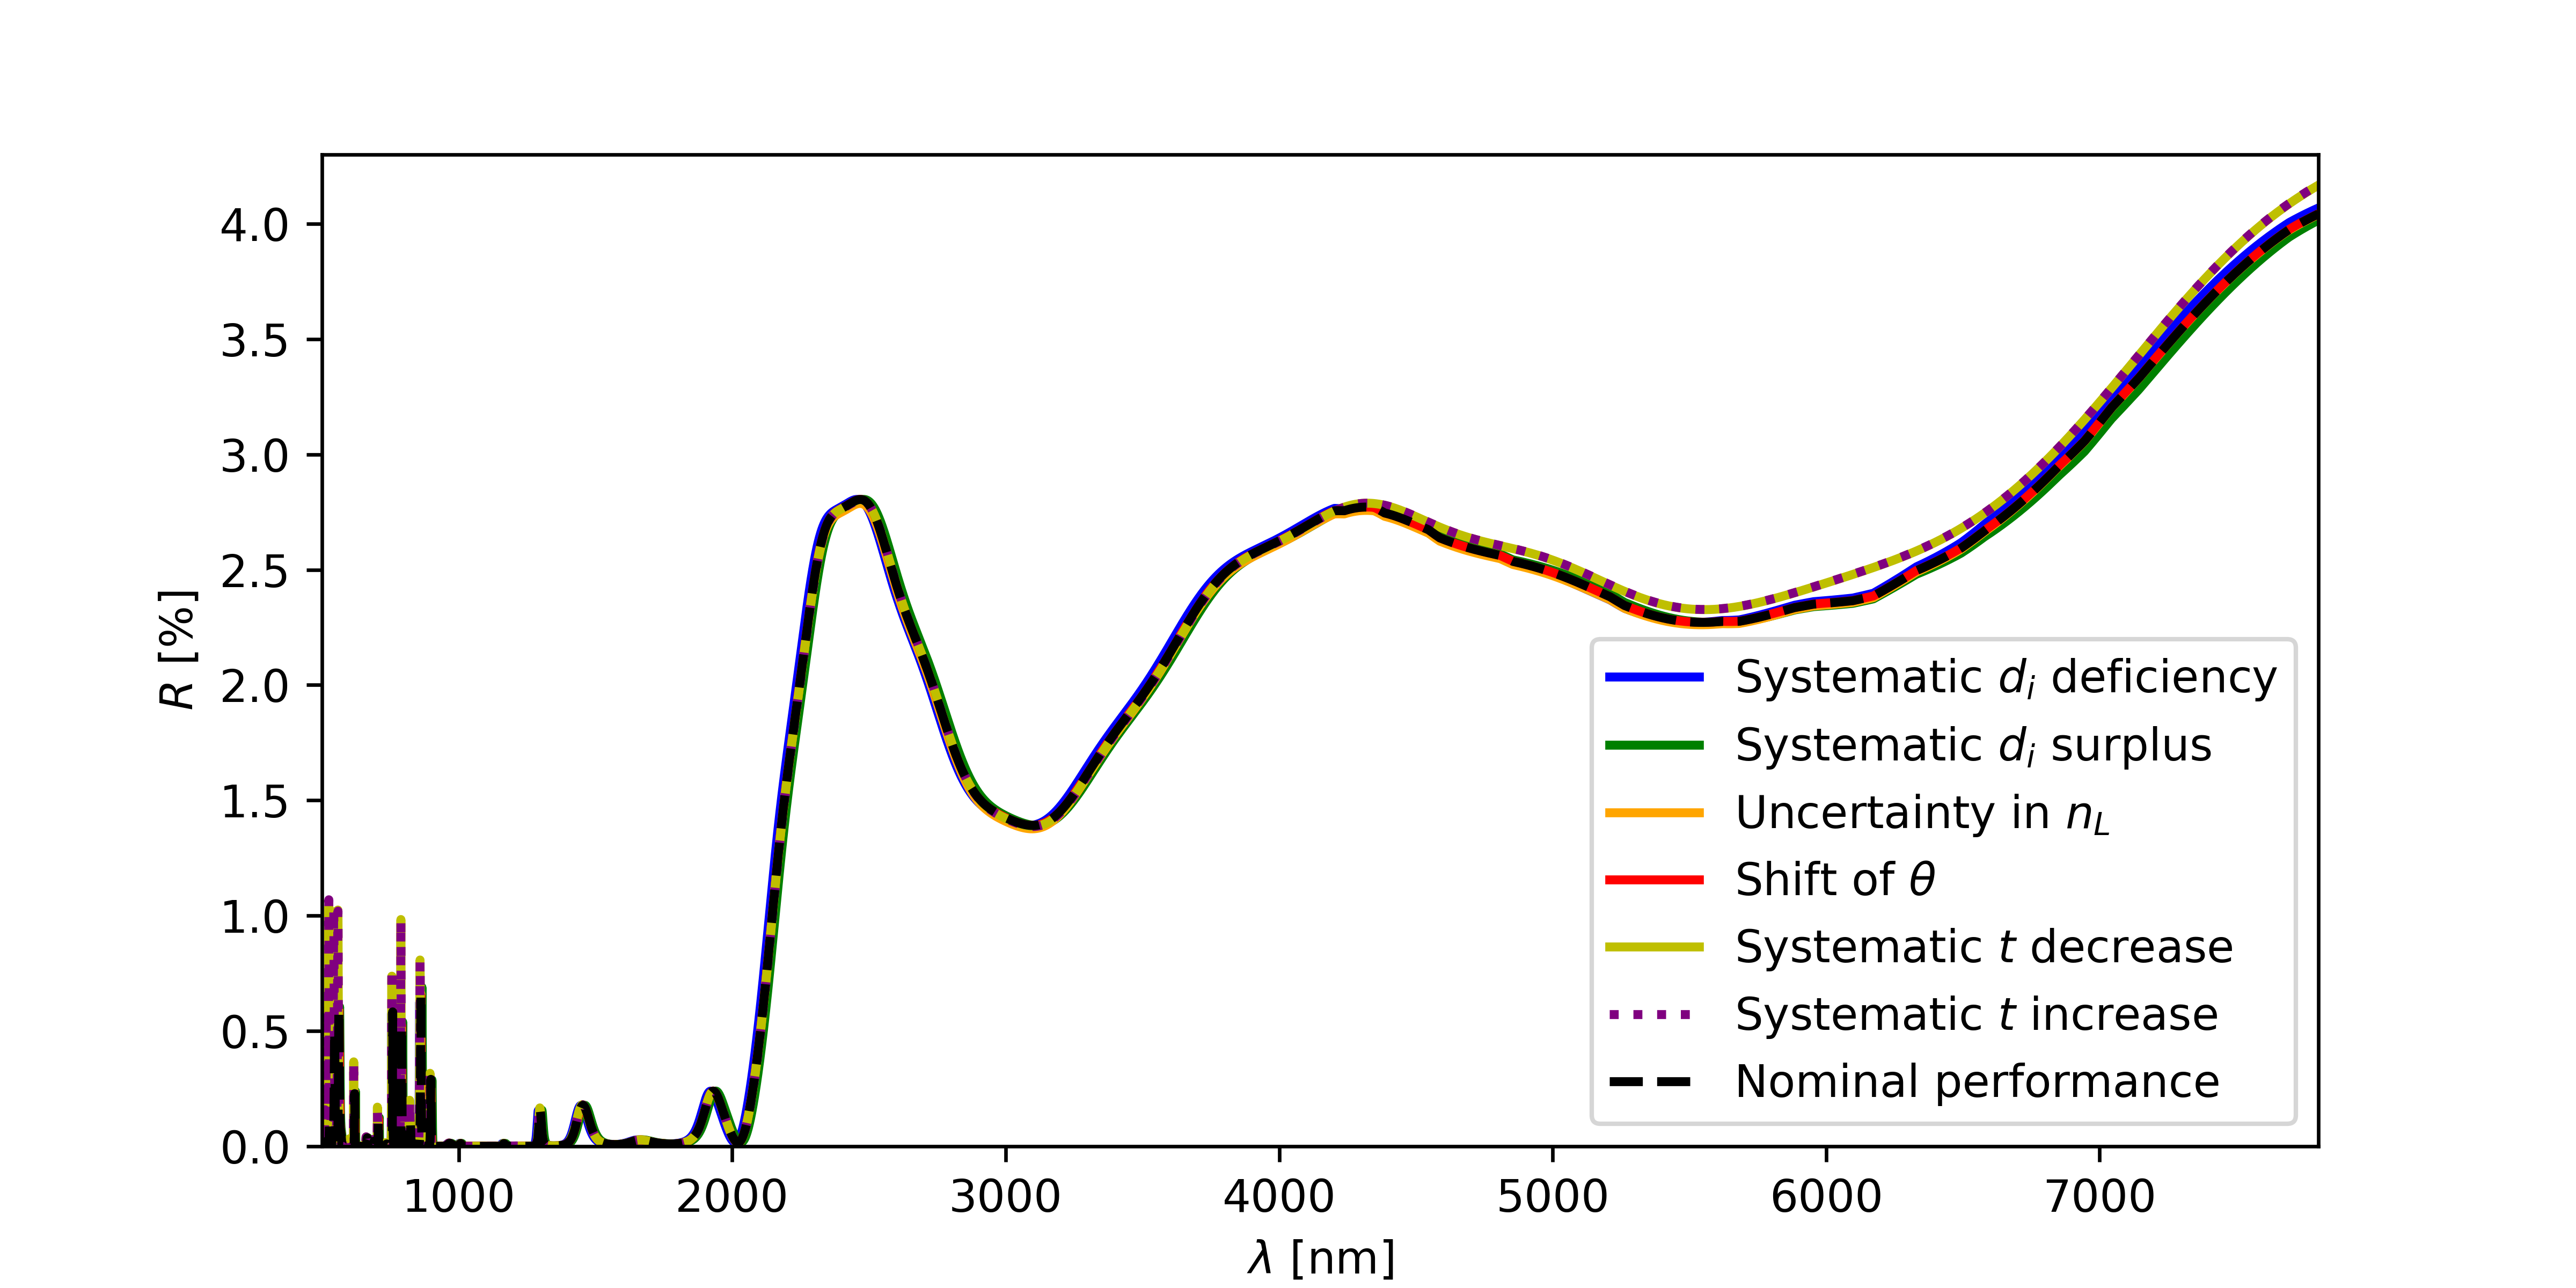 4.0
3.5
3.0
2.5
2.0
1.5
1.0
0.5
0.0
R [%]
1000 2000 3000 4000 5000 6000 7000
λ [nm]
Systematic dᵢ deficiency
Systematic dᵢ surplus
Uncertainty in n_L
Shift of θ
Systematic t decrease
Systematic t increase
Nominal performance